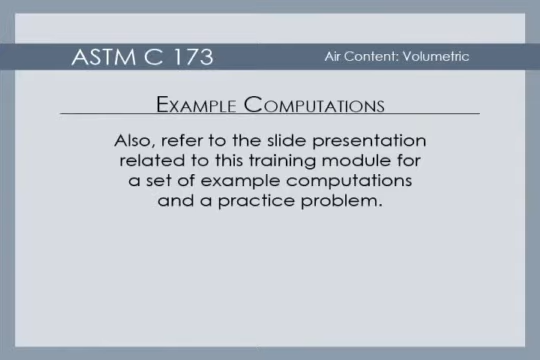 ASTM C 173
Air Content: Volumetric
EXAMPLE COMPUTATIONS
Also, refer to the slide presentation
related to this training module for
a set of example computations
and a practice problem.